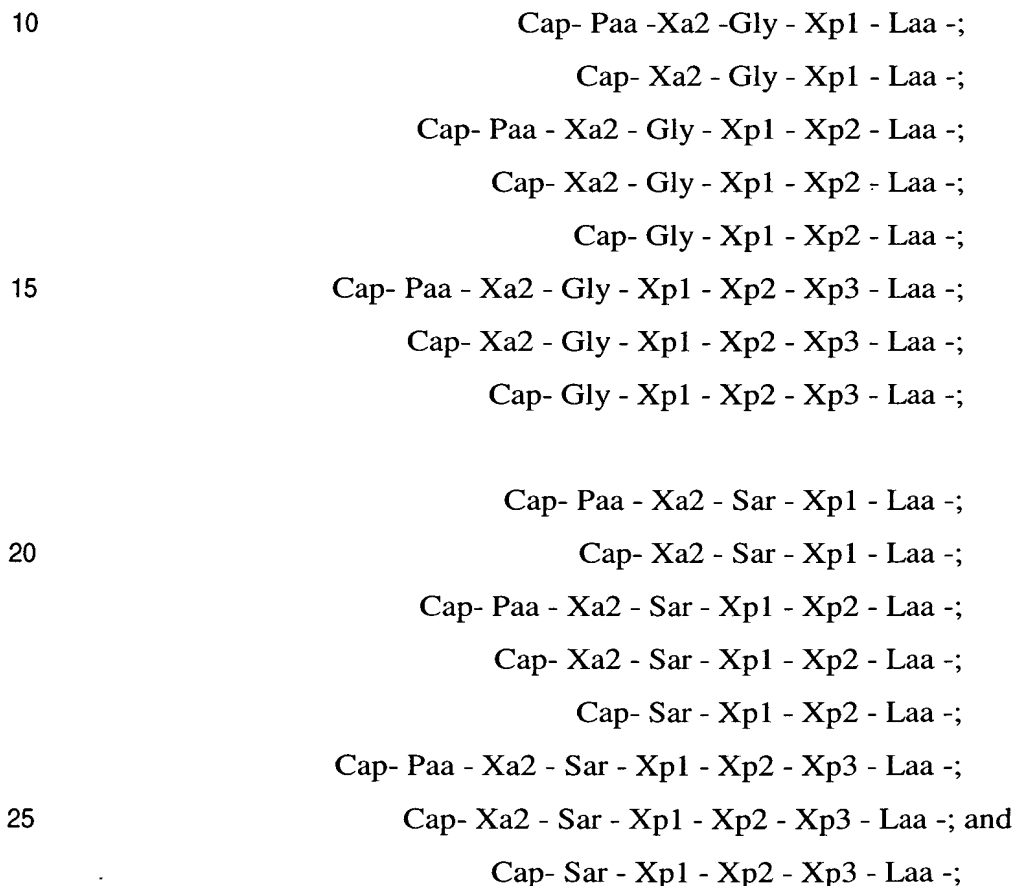 10 Cap- Paa -Xa2 -Gly - Xp1 - Laa -;
Cap- Xa2 - Gly - Xp1 - Laa -;
Cap- Paa - Xa2 - Gly - Xp1 - Xp2 - Laa -;
Cap- Xa2 - Gly - Xp1 - Xp2 - Laa -;
Cap- Gly - Xp1 - Xp2 - Laa -;
15 Cap- Paa - Xa2 - Gly - Xp1 - Xp2 - Xp3 - Laa -;
Cap- Xa2 - Gly - Xp1 - Xp2 - Xp3 - Laa -;
Cap- Gly - Xp1 - Xp2 - Xp3 - Laa -;
Cap- Paa - Xa2 - Sar - Xp1 - Laa -;
20 Cap- Xa2 - Sar - Xp1 - Laa -;
Cap- Paa - Xa2 - Sar - Xp1 - Xp2 - Laa -;
Cap- Xa2 - Sar - Xp1 - Xp2 - Laa -;
Cap- Sar - Xp1 - Xp2 - Laa -;
Cap- Paa - Xa2 - Sar - Xp1 - Xp2 - Xp3 - Laa -;
25 Cap- Xa2 - Sar - Xp1 - Xp2 - Xp3 - Laa -; and
Cap- Sar - Xp1 - Xp2 - Xp3 - Laa -;